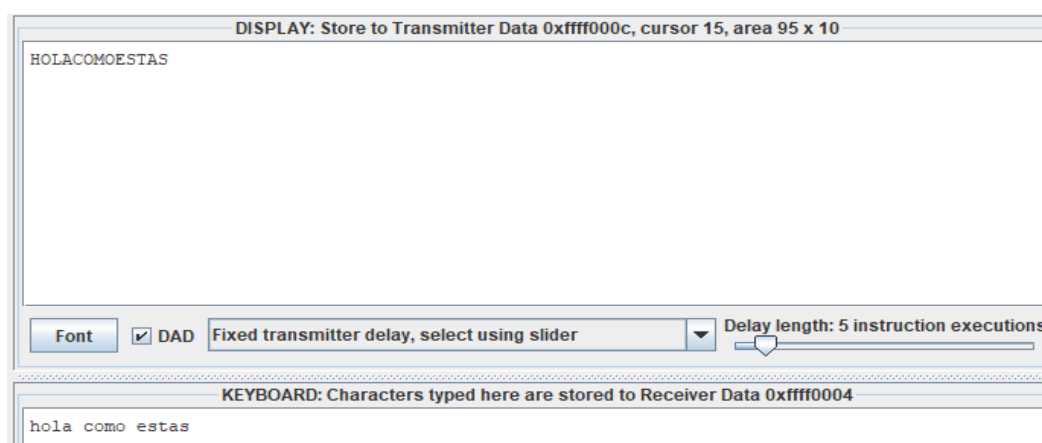 DISPLAY: Store to Transmitter Data 0xffff000c, cursor 15, area 95 x 10
HOLACOMOESTAS
Font DAD Fixed transmitter delay, select using slider Delay length: 5 instruction executions
KEYBOARD: Characters typed here are stored to Receiver Data 0xffff0004
hola como estas